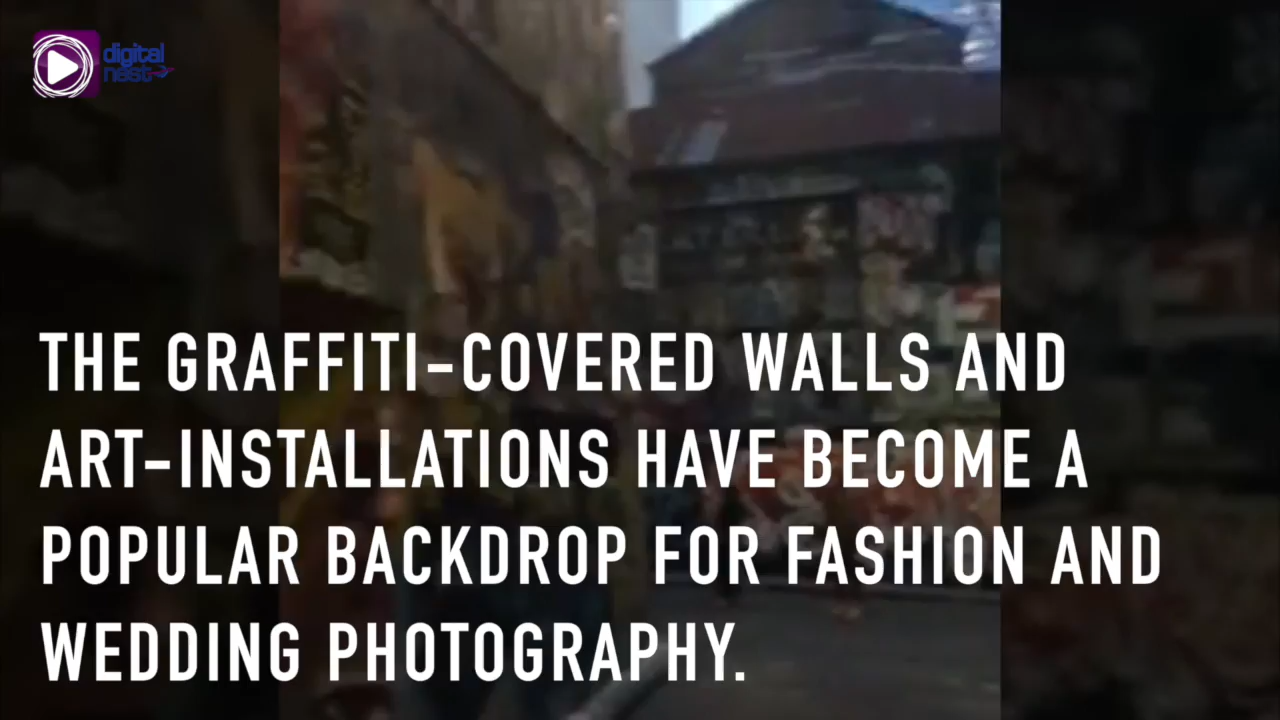 digital
nest
THE GRAFFITI-COVERED WALLS AND
ART-INSTALLATIONS HAVE BECOME A
POPULAR BACKDROP FOR FASHION AND
WEDDING PHOTOGRAPHY.